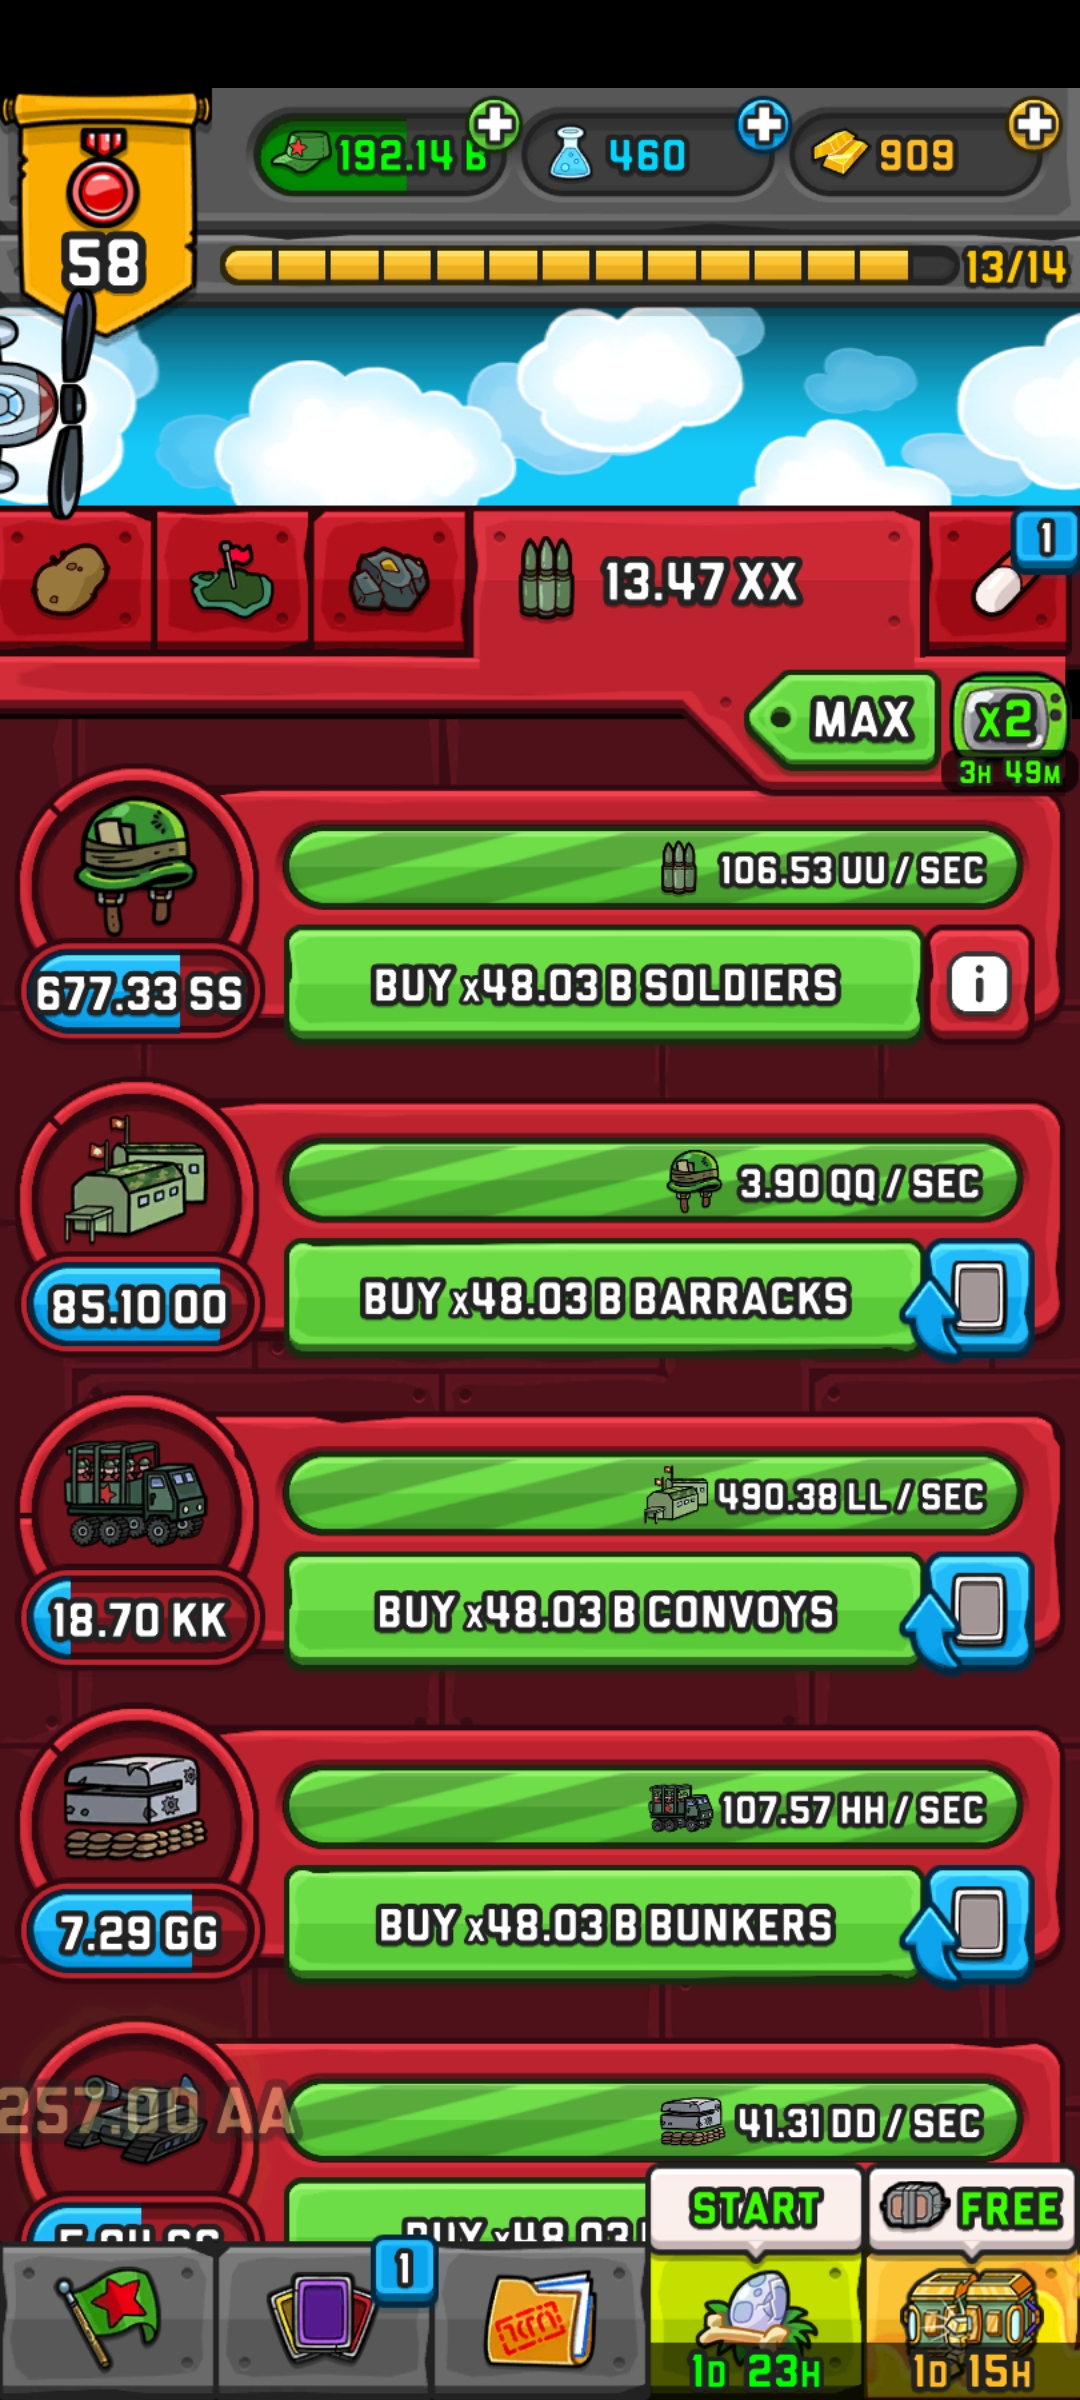 192.14 B
460
909
58
13/14
1
13.47 XX
MAX
x2
3H 49M
106.53 UU / SEC
677.33 SS
BUY x48.03 B SOLDIERS
i
3.90 QQ / SEC
85.10 OO
BUY x48.03 B BARRACKS
490.38 LL / SEC
18.70 KK
BUY x48.03 B CONVOYS
107.57 HH / SEC
7.29 GG
BUY x48.03 B BUNKERS
257.00 AA
41.31 DD / SEC
BUY x48.03
START
FREE
1
1D 23H
1D 15H